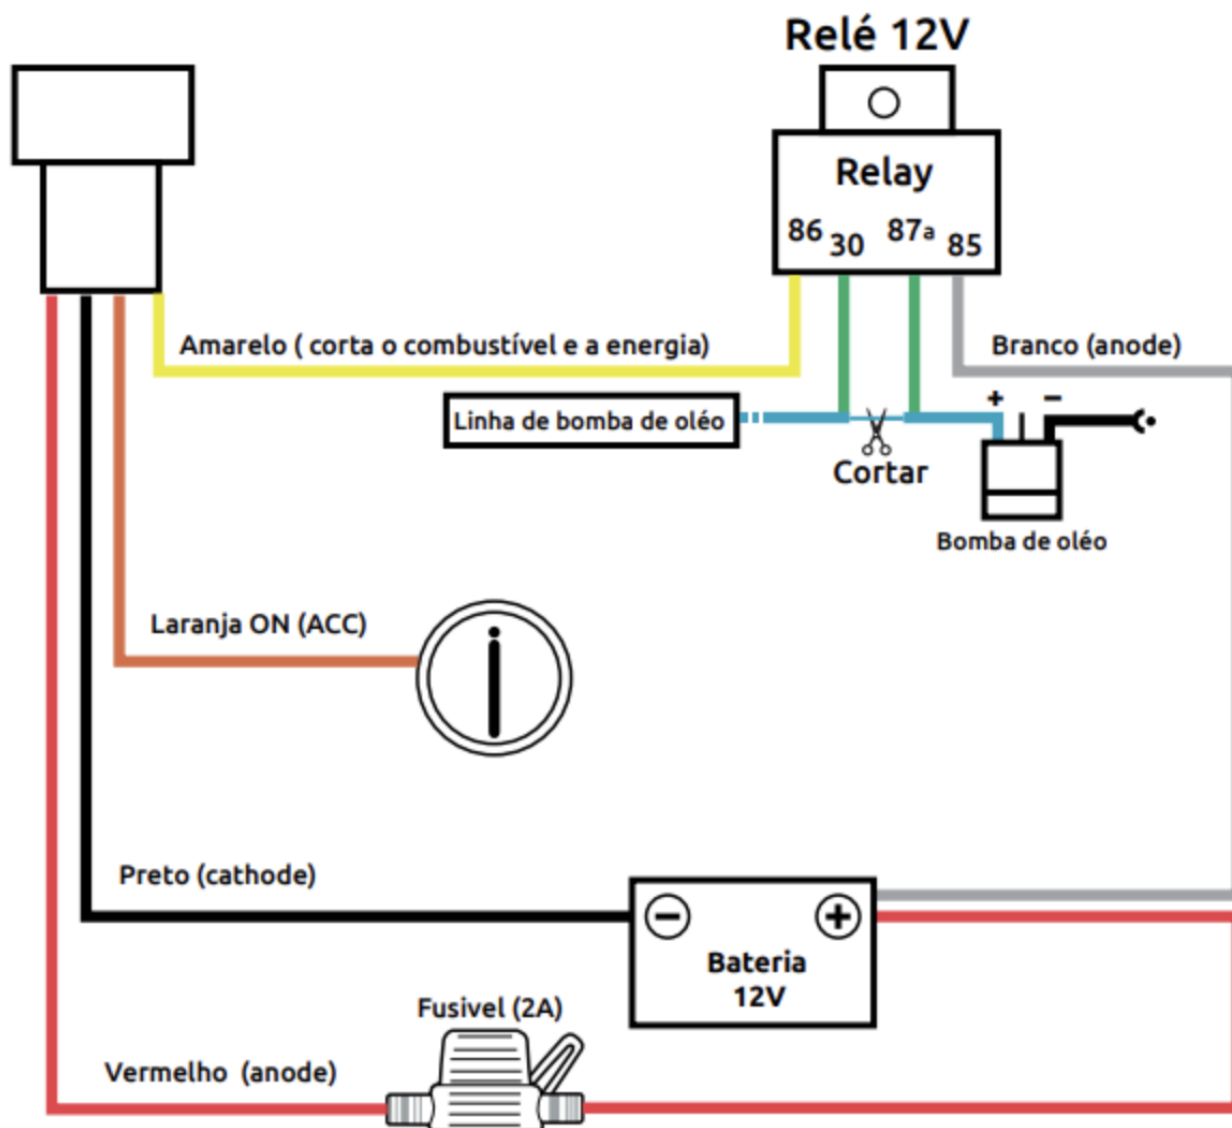 Relé 12V
Relay
86 30 87a 85
Amarelo ( corta o combustível e a energia)
Branco (anode)
+ −
Linha de bomba de oléo
Cortar
Bomba de oléo
Laranja ON (ACC)
Preto (cathode)
− +
Bateria
12V
Fusivel (2A)
Vermelho (anode)